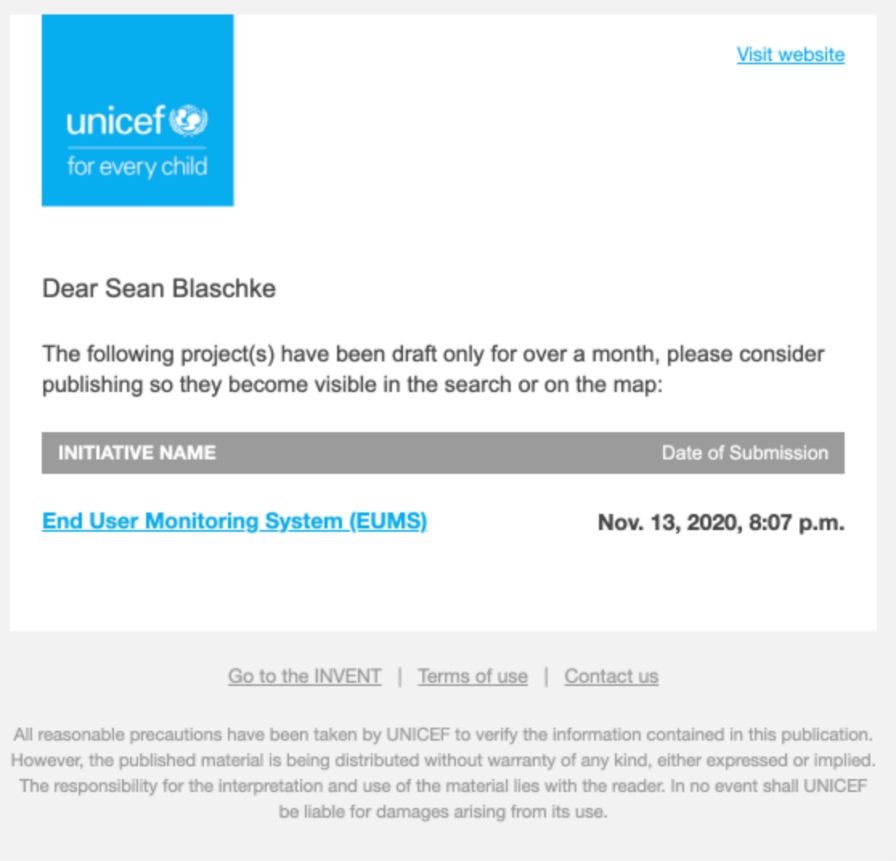 Visit website
unicef
for every child
Dear Sean Blaschke
The following project(s) have been draft only for over a month, please consider
publishing so they become visible in the search or on the map:
INITIATIVE NAME Date of Submission
End User Monitoring System (EUMS) Nov. 13, 2020, 8:07 p.m.
Go to the INVENT | Terms of use | Contact us
All reasonable precautions have been taken by UNICEF to verify the information contained in this publication.
However, the published material is being distributed without warranty of any kind, either expressed or implied.
The responsibility for the interpretation and use of the material lies with the reader. In no event shall UNICEF
be liable for damages arising from its use.